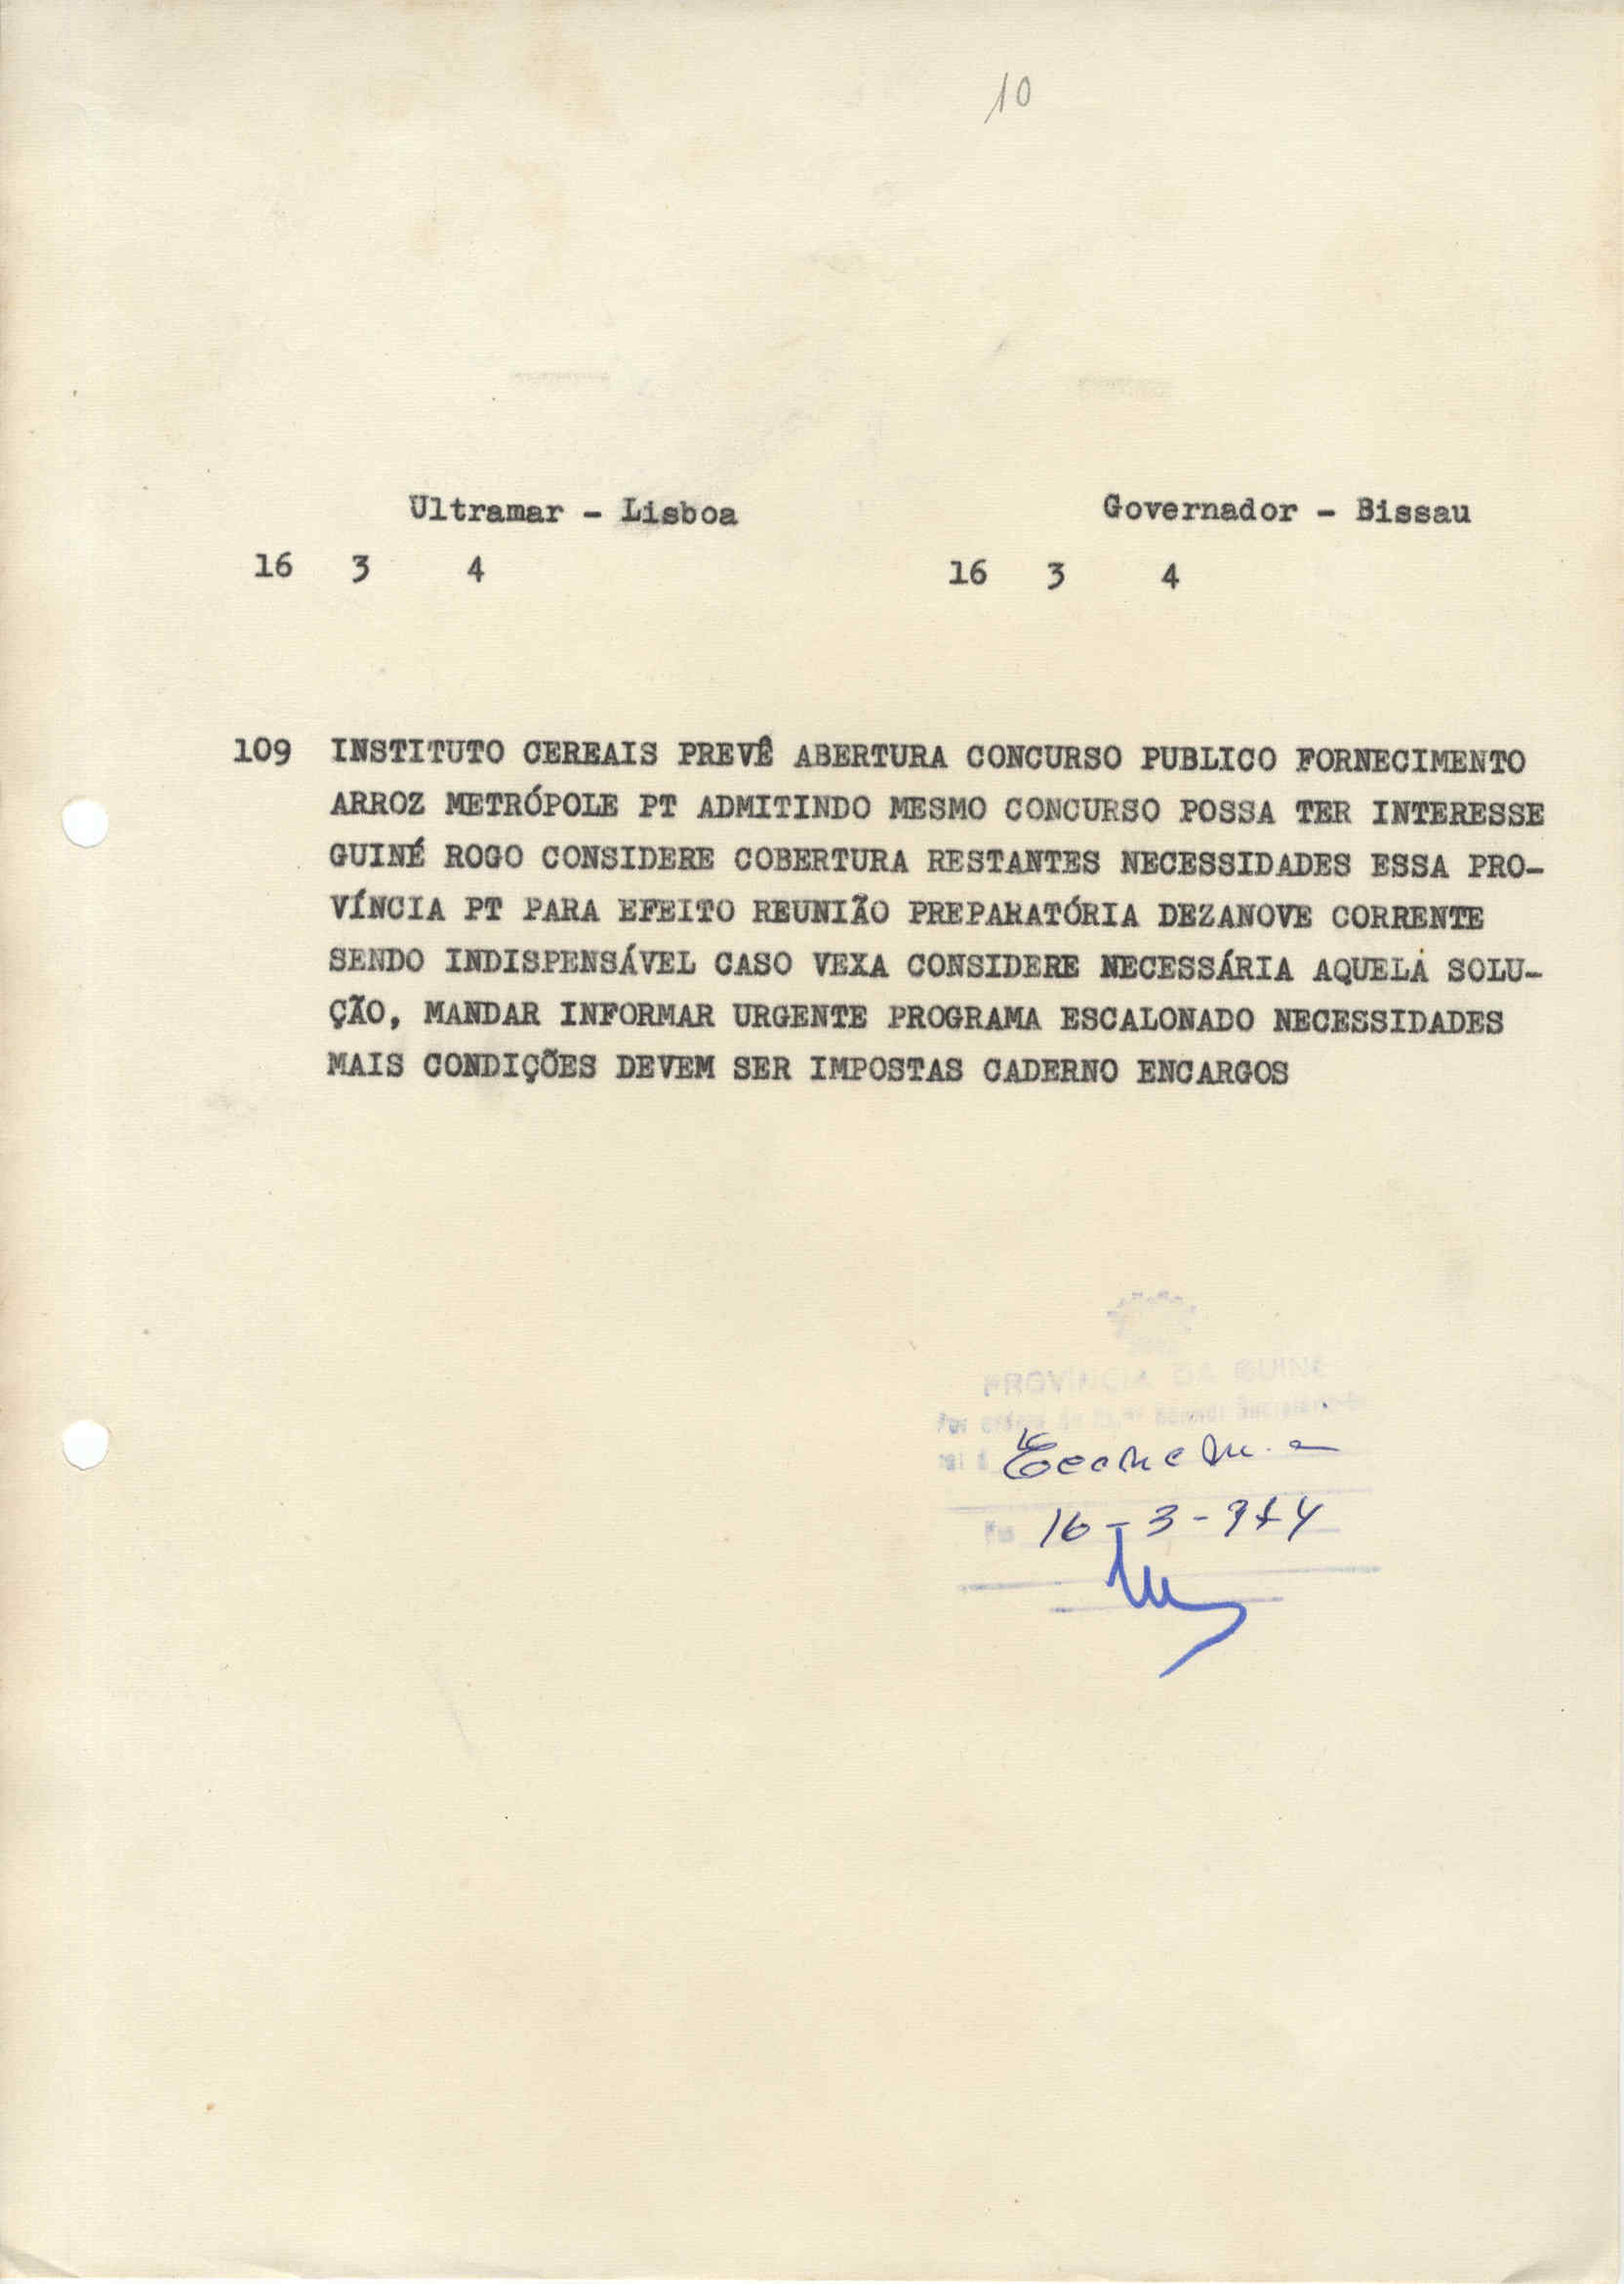 10
Ultramar - Lisboa
Governador - Bissau
16 3 4
16 3 4
109 INSTITUTO CEREAIS PREVÊ ABERTURA CONCURSO PUBLICO FORNECIMENTO
ARROZ METRÓPOLE PT ADMITINDO MESMO CONCURSO POSSA TER INTERESSE
GUINÉ ROGO CONSIDERE COBERTURA RESTANTES NECESSIDADES ESSA PRO-
VÍNCIA PT PARA EFEITO REUNIÃO PREPARATÓRIA DEZANOVE CORRENTE
SENDO INDISPENSÁVEL CASO VEXA CONSIDERE NECESSÁRIA AQUELA SOLU-
ÇÃO, MANDAR INFORMAR URGENTE PROGRAMA ESCALONADO NECESSIDADES
MAIS CONDIÇÕES DEVEM SER IMPOSTAS CADERNO ENCARGOS
PROVÍNCIA DA GUINÉ
Economia
16-3-974